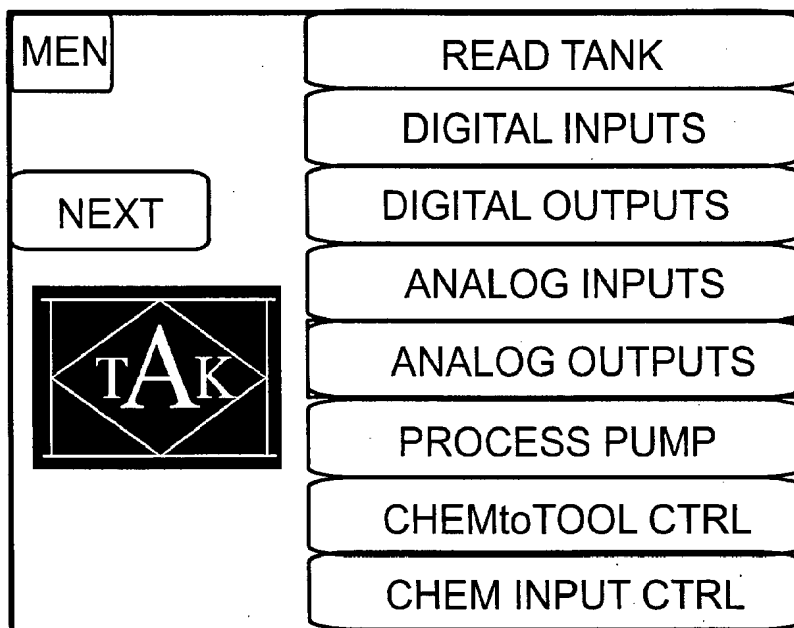 MEN
READ TANK
DIGITAL INPUTS
NEXT
DIGITAL OUTPUTS
ANALOG INPUTS
TAK
ANALOG OUTPUTS
PROCESS PUMP
CHEMtoTOOL CTRL
CHEM INPUT CTRL